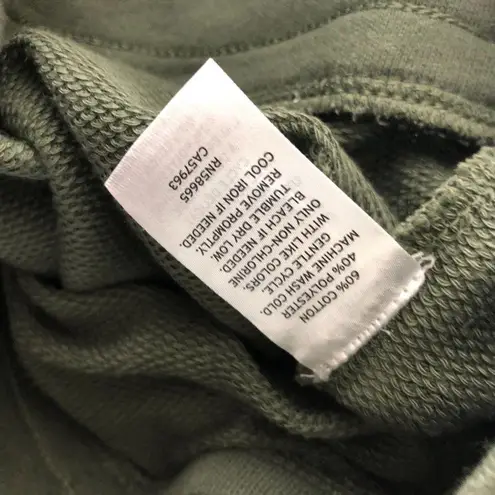 60% COTTON
40% POLYESTER
MACHINE WASH COLD.
GENTLE CYCLE.
WITH LIKE COLORS.
ONLY NON-CHLORINE
BLEACH IF NEEDED.
TUMBLE DRY LOW.
REMOVE PROMPTLY.
COOL IRON IF NEEDED.
RN58665
CA57963